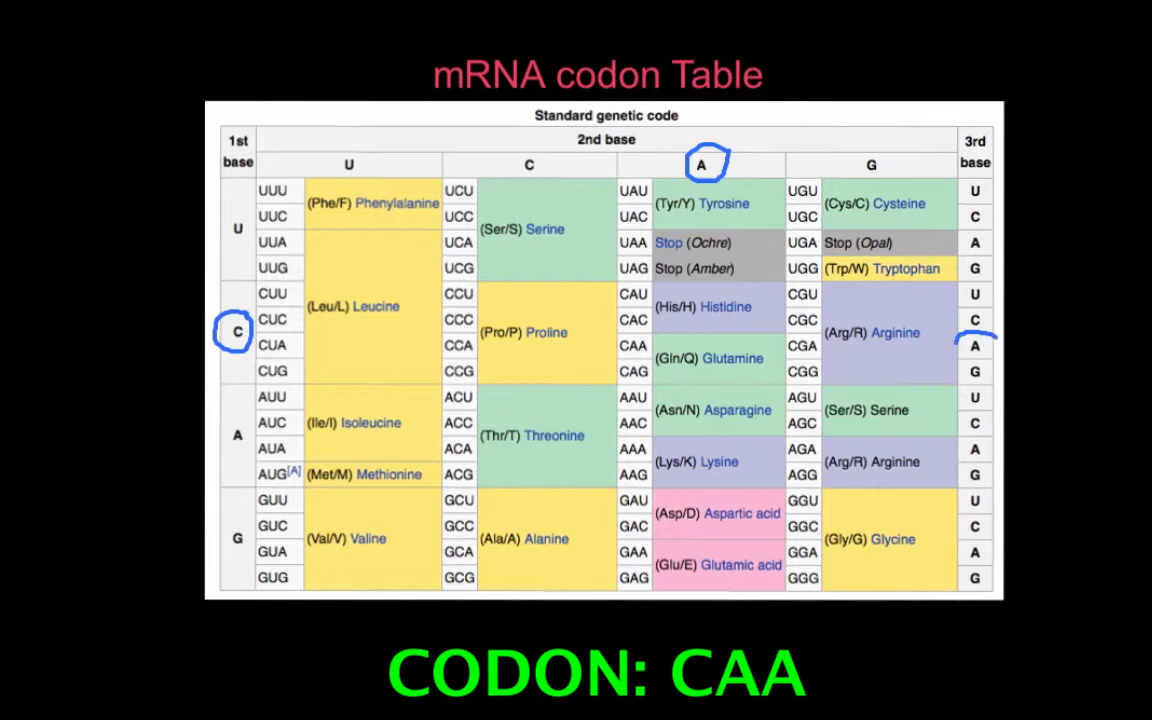 mRNA codon Table
Standard genetic code
1st base 2nd base 3rd base
U C A G
U UUU (Phe/F) Phenylalanine UCU (Ser/S) Serine UAU (Tyr/Y) Tyrosine UGU (Cys/C) Cysteine U
UUC UCC UAC UGC C
UUA (Leu/L) Leucine UCA UAA Stop (Ochre) UGA Stop (Opal) A
UUG UCG UAG Stop (Amber) UGG (Trp/W) Tryptophan G
C CUU CCU (Pro/P) Proline CAU (His/H) Histidine CGU (Arg/R) Arginine U
CUC CCC CAC CGC C
CUA CCA CAA (Gln/Q) Glutamine CGA A
CUG CCG CAG CGG G
A AUU (Ile/I) Isoleucine ACU (Thr/T) Threonine AAU (Asn/N) Asparagine AGU (Ser/S) Serine U
AUC ACC AAC AGC C
AUA ACA AAA (Lys/K) Lysine AGA (Arg/R) Arginine A
AUG[A] (Met/M) Methionine ACG AAG AGG G
G GUU (Val/V) Valine GCU (Ala/A) Alanine GAU (Asp/D) Aspartic acid GGU (Gly/G) Glycine U
GUC GCC GAC GGC C
GUA GCA GAA (Glu/E) Glutamic acid GGA A
GUG GCG GAG GGG G
CODON: CAA